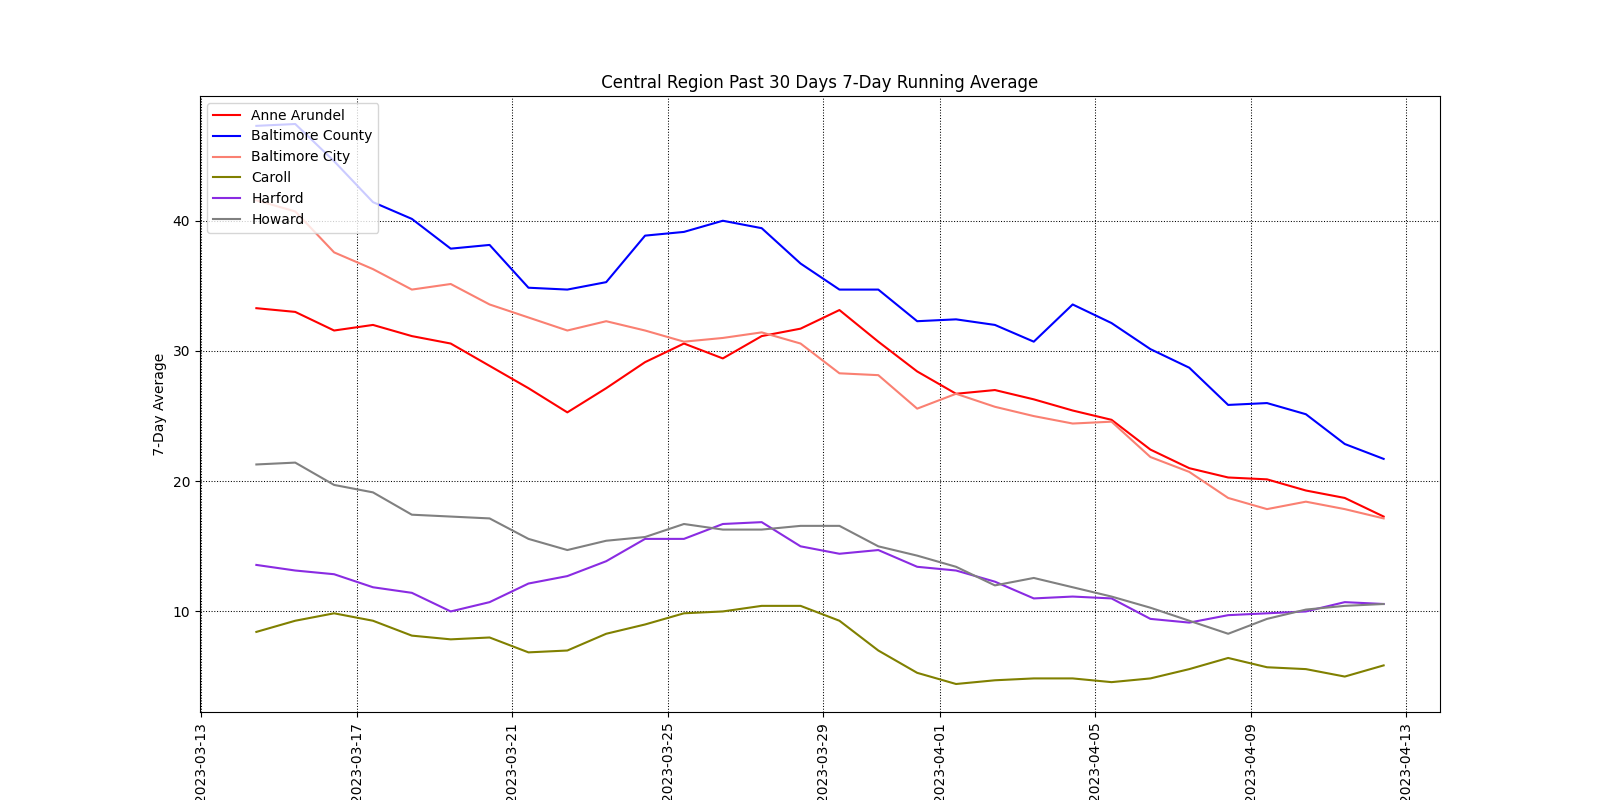 Central Region Past 30 Days 7-Day Running Average
Anne Arundel
Baltimore County
Baltimore City
Caroll
Harford
Howard
40
30
20
10
7-Day Average
2023-03-13
2023-03-17
2023-03-21
2023-03-25
2023-03-29
2023-04-01
2023-04-05
2023-04-09
2023-04-13